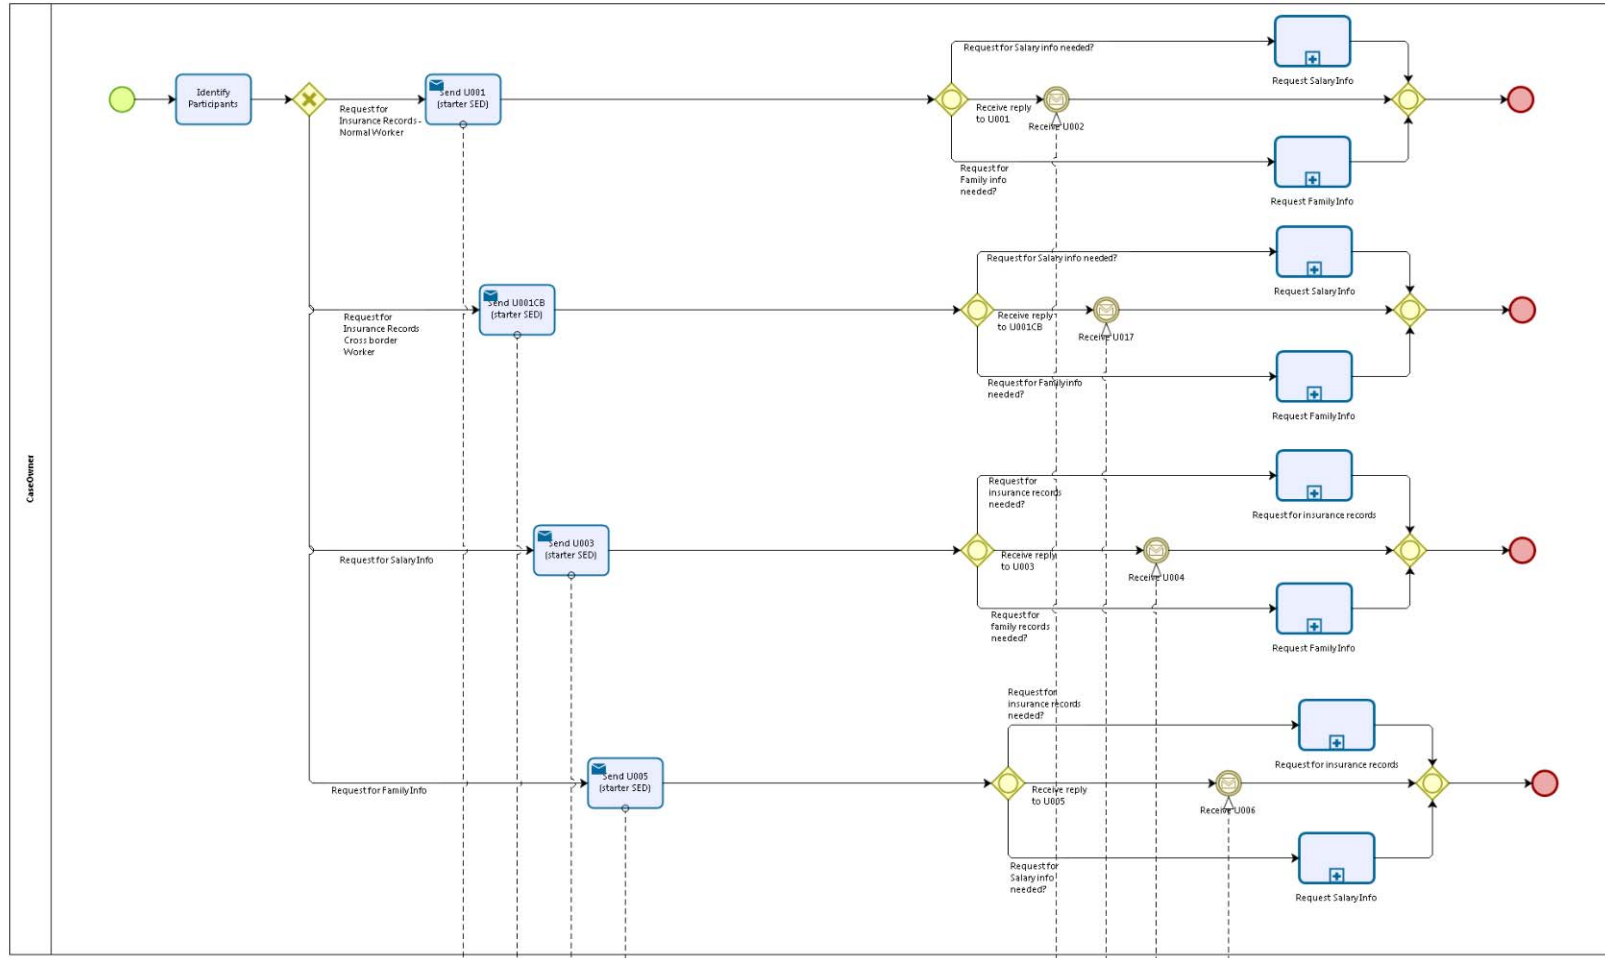 CaseOwner
Identify
Participants
Request for
Insurance Records -
Normal Worker
Send U001
(starter SED)
Request for Salary info needed?
Receive reply
to U001
Receive U002
Request for
Family info
needed?
Request Salary Info
Request Family Info
Request for
Insurance Records
Cross border
Worker
Send U001CB
(starter SED)
Request for Salary info needed?
Receive reply
to U001CB
Receive U017
Request for Family info
needed?
Request Salary Info
Request Family Info
Request for Salary Info
Send U003
(starter SED)
Request for
insurance records
needed?
Receive reply
to U003
Receive U004
Request for
family records
needed?
Request for insurance records
Request Family Info
Request for Family Info
Send U005
(starter SED)
Request for
insurance records
needed?
Receive reply
to U005
Receive U006
Request for
Salary info
needed?
Request for insurance records
Request Salary Info